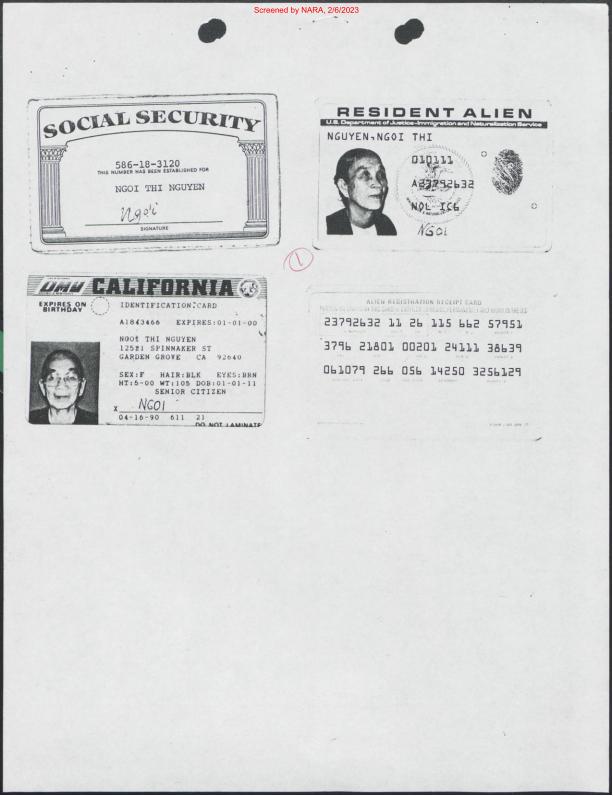 Screened by NARA, 2/6/2023
SOCIAL SECURITY
586-18-3120
THIS NUMBER HAS BEEN ESTABLISHED FOR
NGOI THI NGUYEN
Ngoi
SIGNATURE
RESIDENT ALIEN
U.S. Department of Justice-Immigration and Naturalization Service
NGUYEN, NGOI THI
010111
A23792632
NOL IC6
NGOI
1
DMV CALIFORNIA
EXPIRES ON BIRTHDAY
IDENTIFICATION CARD
A1843466 EXPIRES:01-01-00
NGOI THI NGUYEN
12521 SPINNAKER ST
GARDEN GROVE CA 92640
SEX:F HAIR:BLK EYES:BRN
HT:5-00 WT:105 DOB:01-01-11
SENIOR CITIZEN
X NGOI
04-16-90 611 21
DO NOT LAMINATE
ALIEN REGISTRATION RECEIPT CARD
23792632 11 26 115 662 57951
3796 21801 00201 24111 38639
061079 266 056 14250 3256129